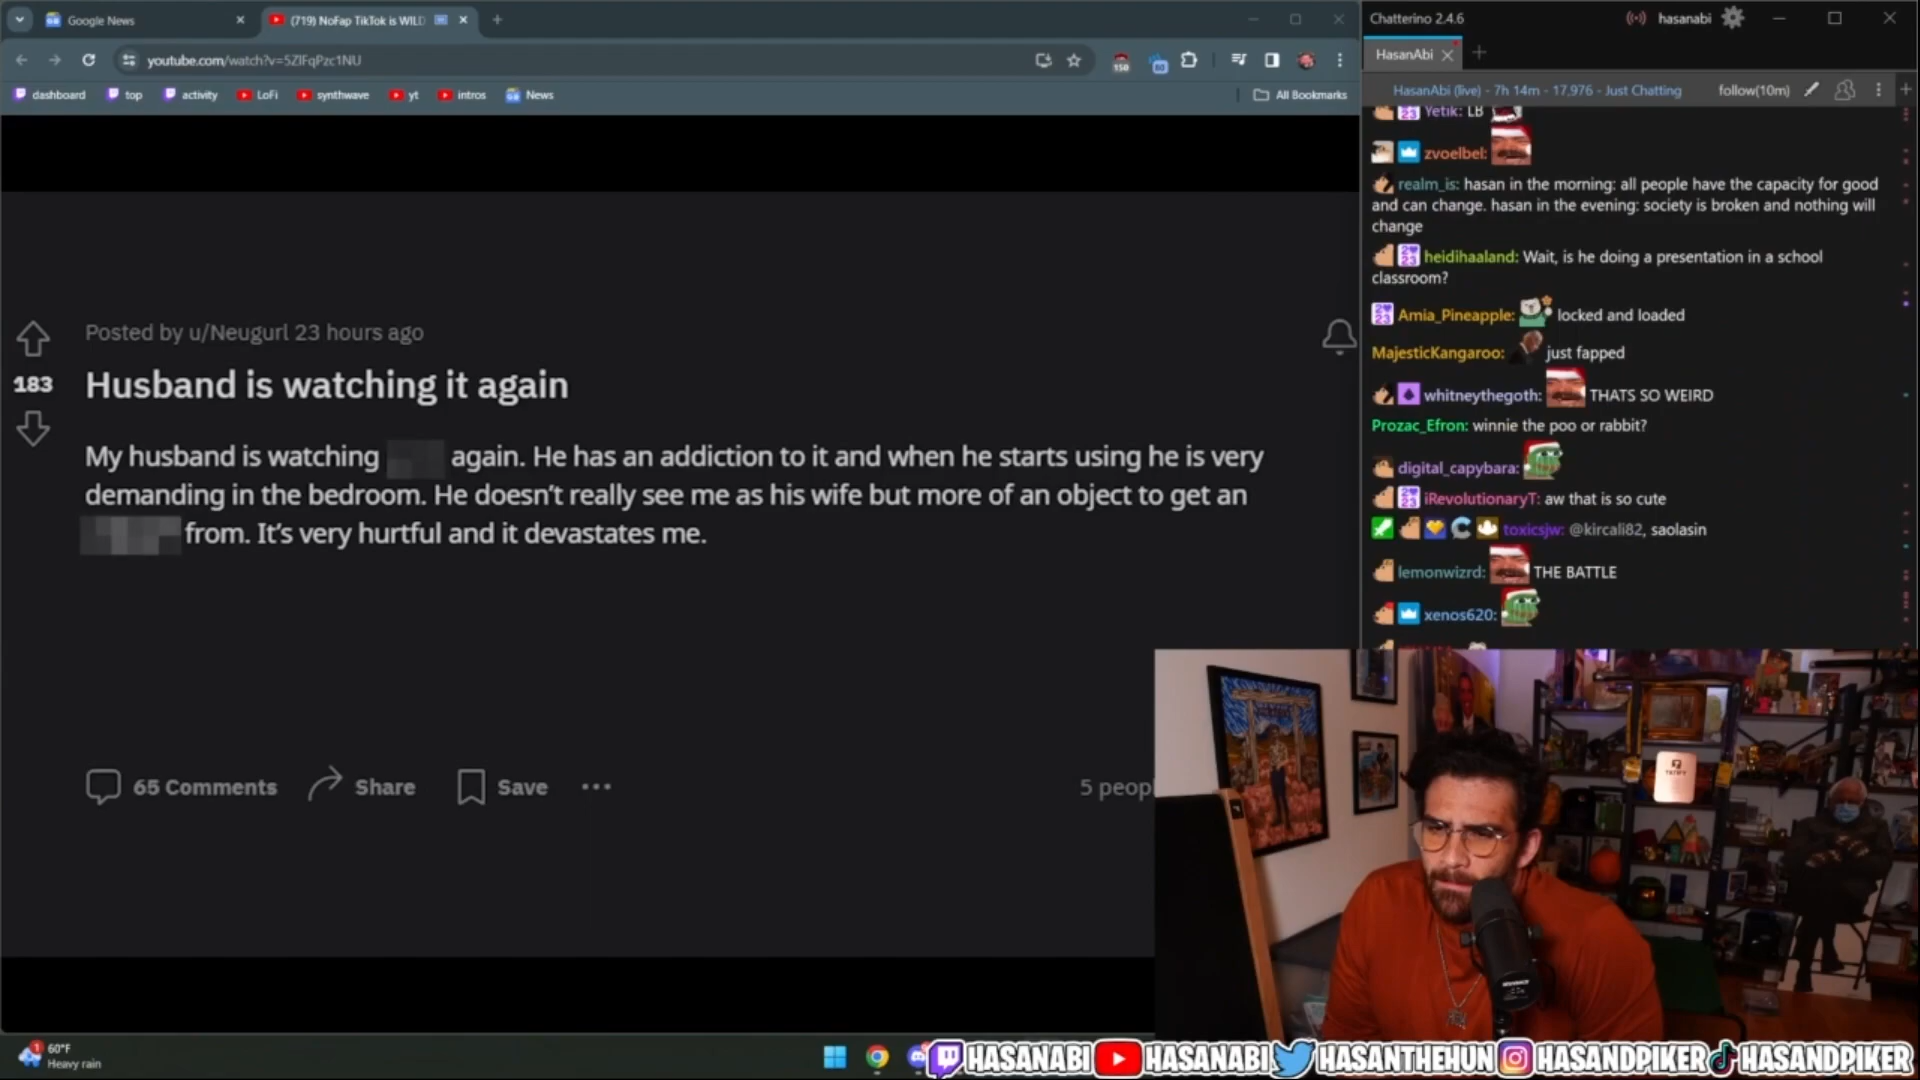 Google News
(719) NoFap TikTok is WILD
youtube.com/watch?v=5ZIFqPzc1NU
150
dashboard
top
activity
LoFi
synthwave
yt
intros
News
All Bookmarks
Posted by u/Neugurl 23 hours ago
183
Husband is watching it again
My husband is watching again. He has an addiction to it and when he starts using he is very
demanding in the bedroom. He doesn't really see me as his wife but more of an object to get an
from. It's very hurtful and it devastates me.
65 Comments
Share
Save
5 peopl
Chatterino 2.4.6
hasanabi
HasanAbi
HasanAbi (live) - 7h 14m - 17,976 - Just Chatting
follow(10m)
Yetik: LB
zvoelbel:
realm_is: hasan in the morning: all people have the capacity for good
and can change. hasan in the evening: society is broken and nothing will
change
heidihaaland: Wait, is he doing a presentation in a school
classroom?
Amia_Pineapple: locked and loaded
MajesticKangaroo: just fapped
whitneythegoth: THATS SO WEIRD
Prozac_Efron: winnie the poo or rabbit?
digital_capybara:
iRevolutionaryT: aw that is so cute
toxicsjw: @kircali82, saolasin
lemonwizrd: THE BATTLE
xenos620:
1
60°F
Heavy rain
HASANABI
HASANABI
HASANTHEHUN
HASANDPIKER
HASANDPIKER